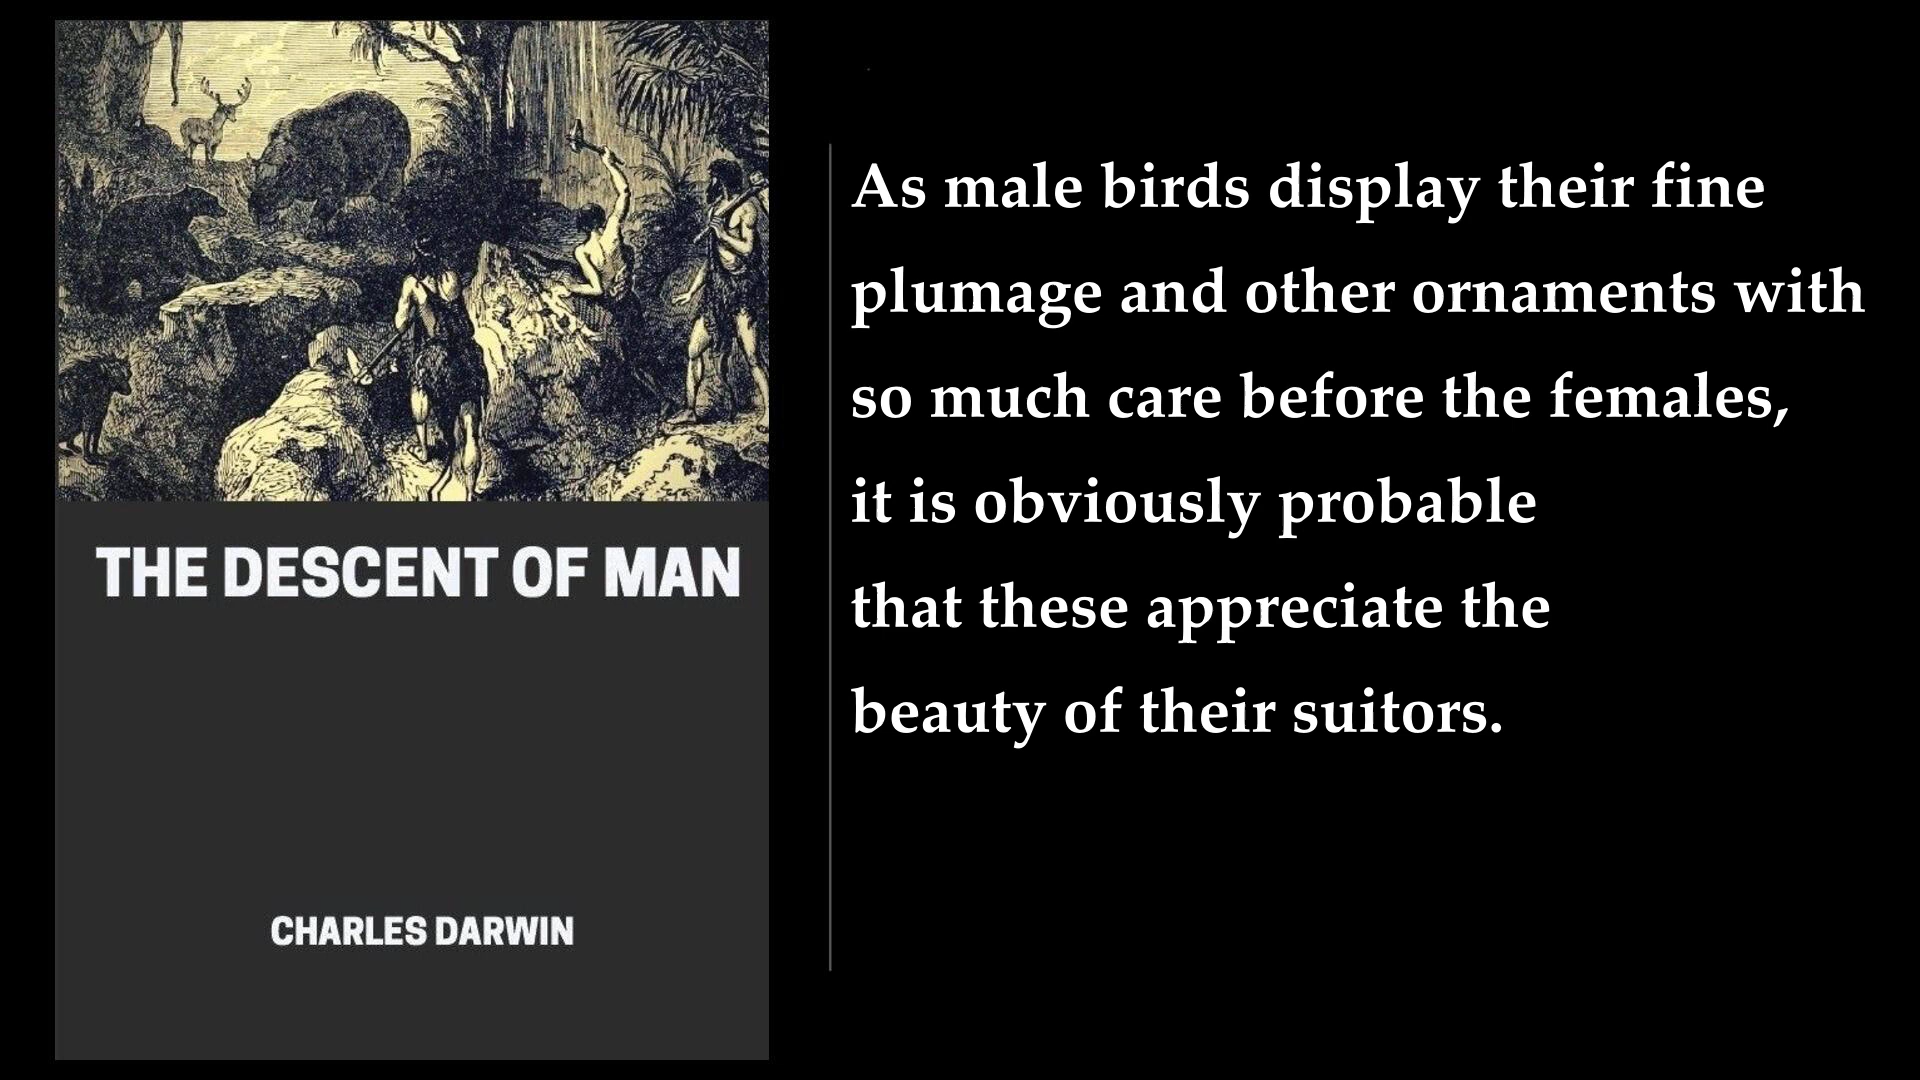 THE DESCENT OF MAN
CHARLES DARWIN
As male birds display their fine
plumage and other ornaments with
so much care before the females,
it is obviously probable
that these appreciate the
beauty of their suitors.